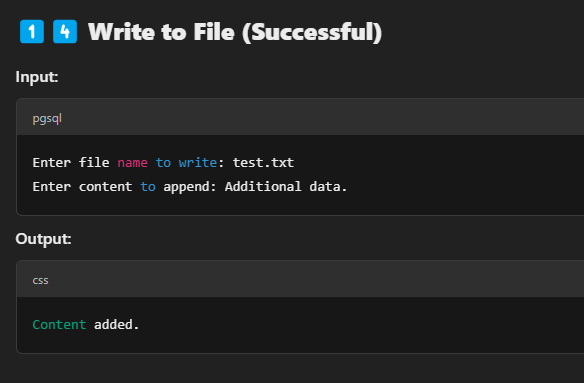 1️⃣ 4️⃣ Write to File (Successful)
Input:
pgsql
Enter file name to write: test.txt
Enter content to append: Additional data.
Output:
css
Content added.